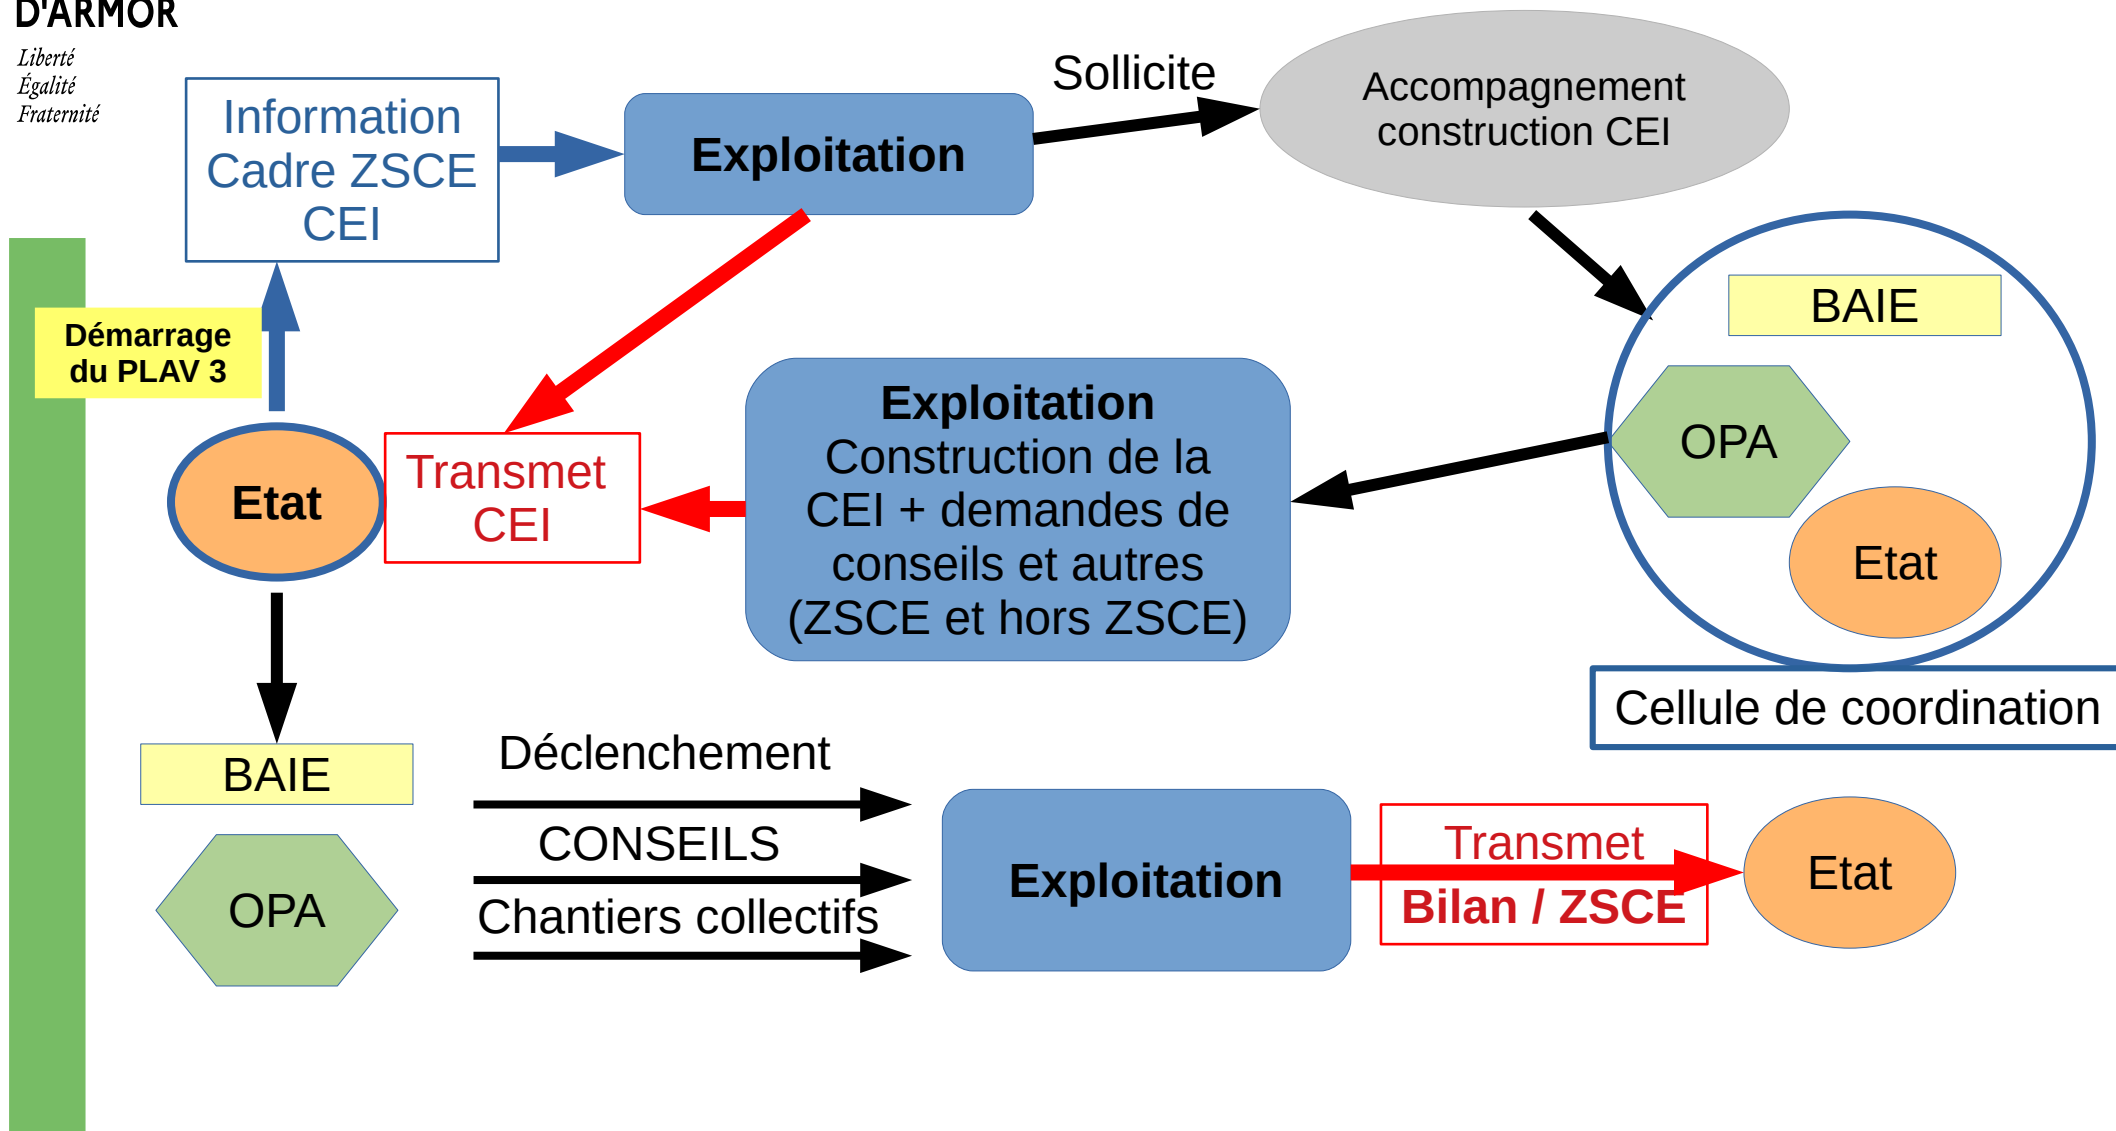 D'ARMOR
Liberté
Égalité
Fraternité
Information
Cadre ZSCE
CEI
Exploitation
Sollicite
Accompagnement
construction CEI
Démarrage
du PLAV 3
BAIE
OPA
Etat
Cellule de coordination
Exploitation
Construction de la
CEI + demandes de
conseils et autres
(ZSCE et hors ZSCE)
Transmet
CEI
Etat
BAIE
OPA
Déclenchement
CONSEILS
Chantiers collectifs
Exploitation
Transmet
Bilan / ZSCE
Etat